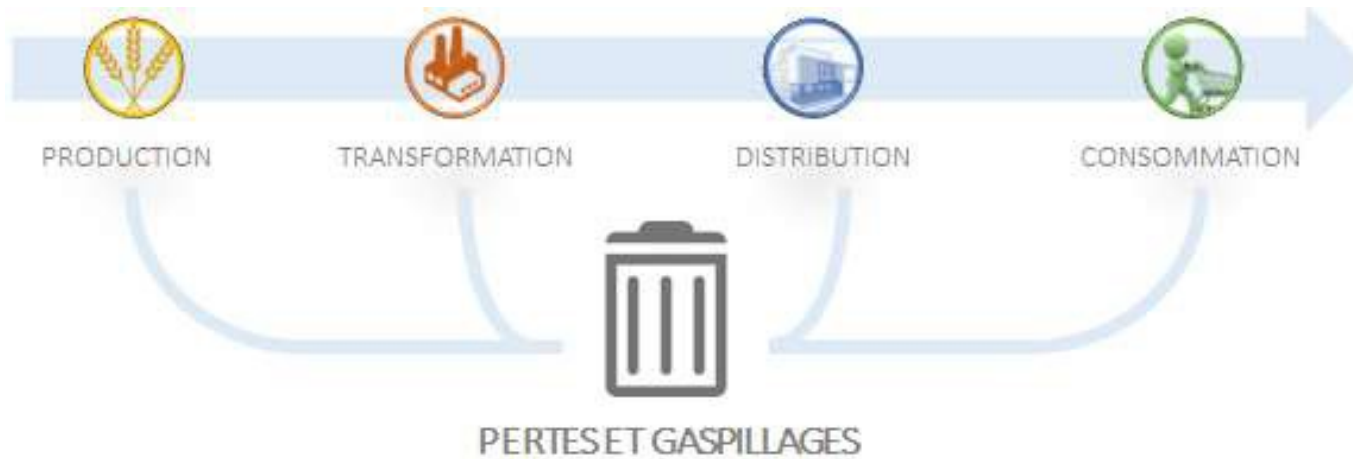 PRODUCTION
TRANSFORMATION
DISTRIBUTION
CONSOMMATION
PERTES ET GASPILLAGES